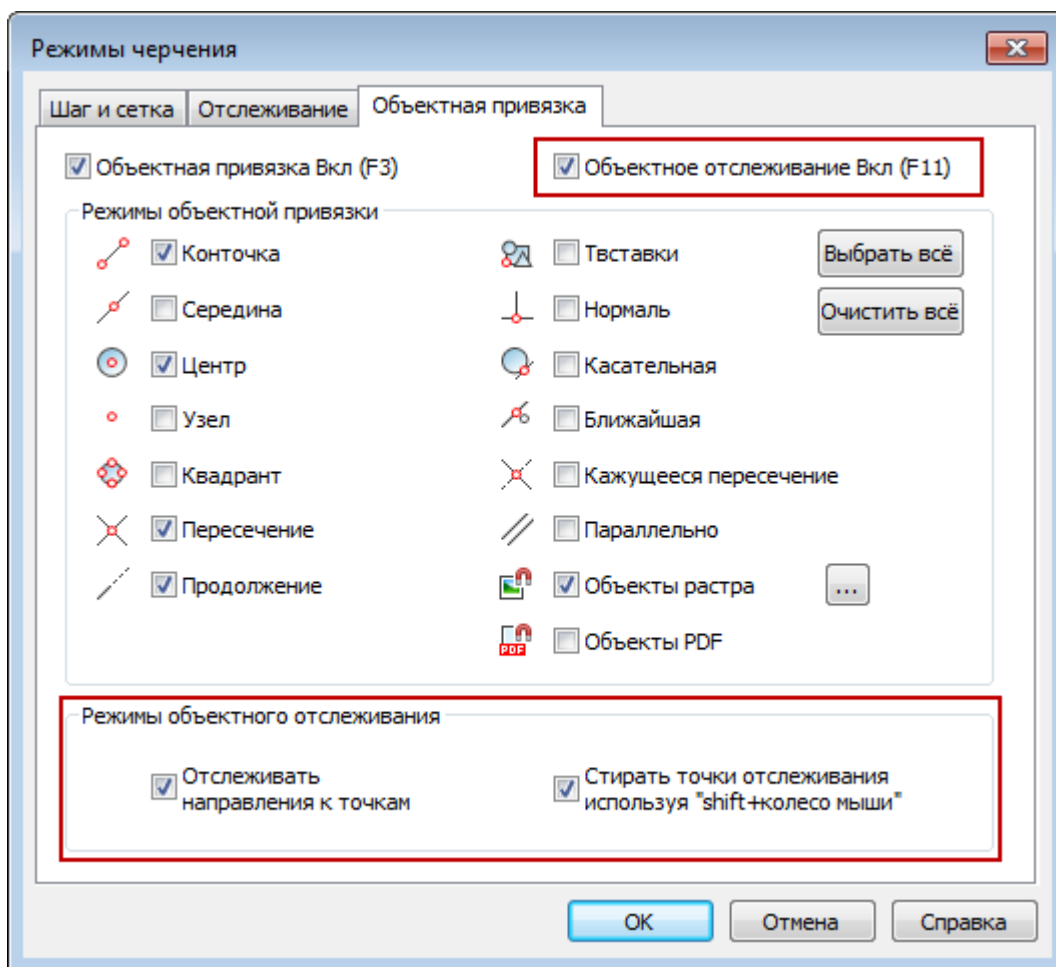 Режимы черчения
Шаг и сетка Отслеживание Объектная привязка
Объектная привязка Вкл (F3) Объектное отслеживание Вкл (F11)
Режимы объектной привязки
Конточка Твставки Выбрать всё
Середина Нормаль Очистить всё
Центр Касательная
Узел Ближайшая
Квадрант Кажущееся пересечение
Пересечение Параллельно
Продолжение Объекты растра ...
PDF Объекты PDF
Режимы объектного отслеживания
Отслеживать
направления к точкам
Стирать точки отслеживания
используя "shift+колесо мыши"
ОК Отмена Справка